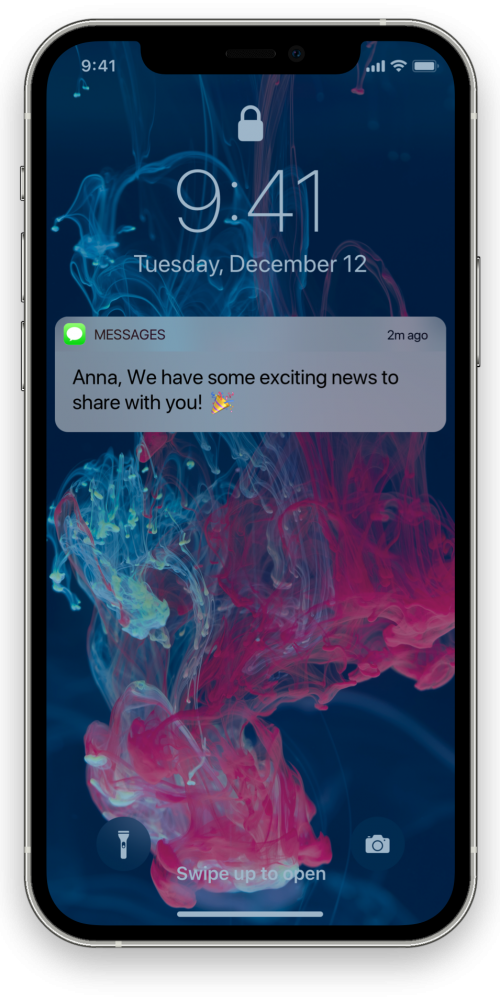 9:41
9:41
Tuesday, December 12
MESSAGES 2m ago
Anna, We have some exciting news to
share with you! 🎉
Swipe up to open